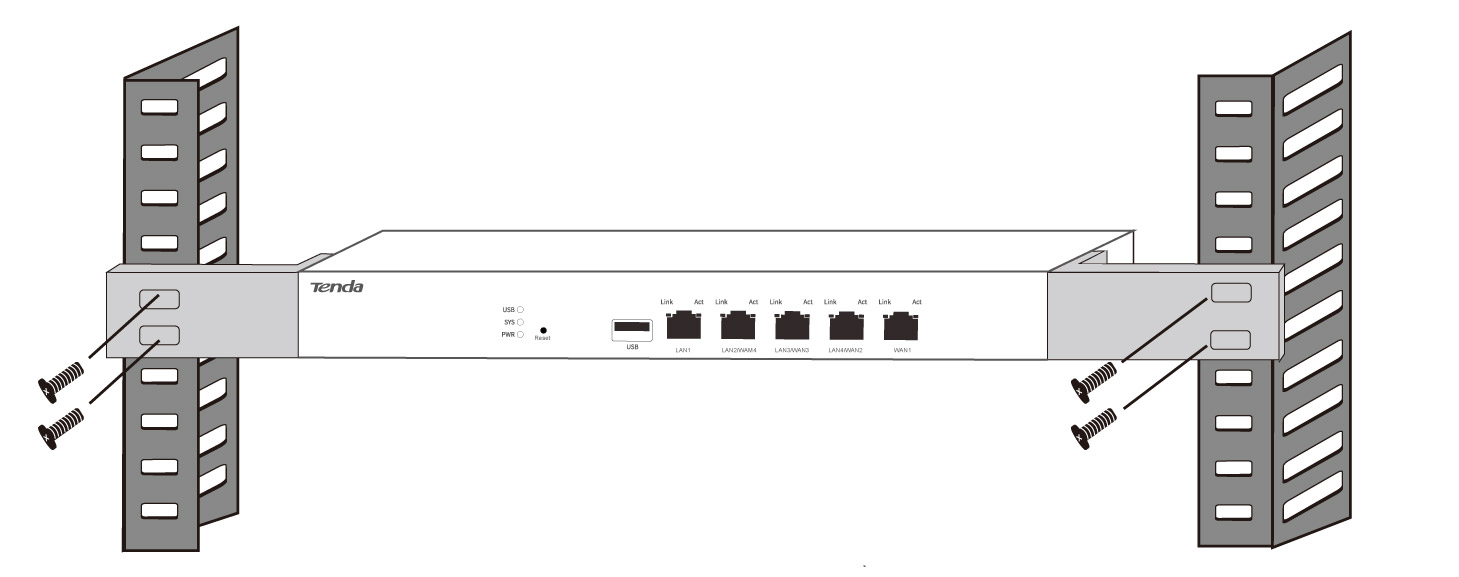 Tenda
USB
SYS
PWR
Reset
USB
Link Act Link Act Link Act Link Act Link Act
LAN1 LAN2/WAM4 LAN3/WAN3 LAN4/WAN2 WAN1